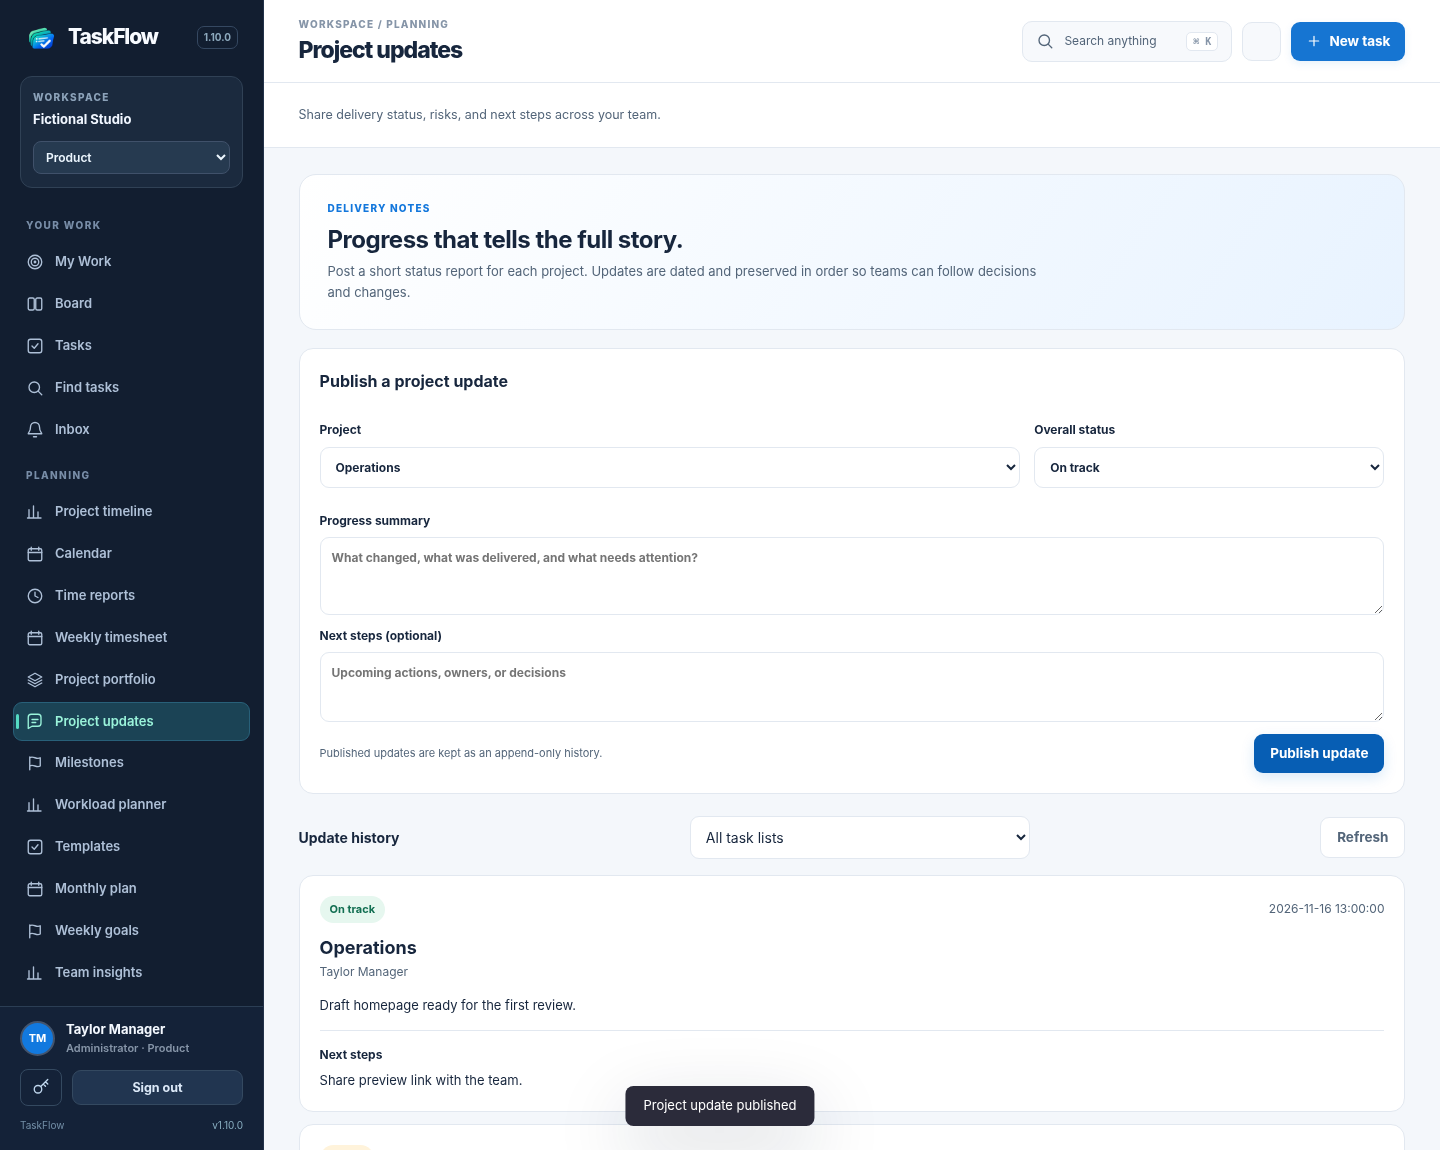 TaskFlow
1.10.0
WORKSPACE
Fictional Studio
Product
YOUR WORK
My Work
Board
Tasks
Find tasks
Inbox
PLANNING
Project timeline
Calendar
Time reports
Weekly timesheet
Project portfolio
Project updates
Milestones
Workload planner
Templates
Monthly plan
Weekly goals
Team insights
TM
Taylor Manager
Administrator · Product
Sign out
TaskFlow
v1.10.0
WORKSPACE / PLANNING
Project updates
Search anything
⌘ K
New task
Share delivery status, risks, and next steps across your team.
DELIVERY NOTES
Progress that tells the full story.
Post a short status report for each project. Updates are dated and preserved in order so teams can follow decisions
and changes.
Publish a project update
Project
Overall status
Operations
On track
Progress summary
What changed, what was delivered, and what needs attention?
Next steps (optional)
Upcoming actions, owners, or decisions
Published updates are kept as an append-only history.
Publish update
Update history
All task lists
Refresh
On track
2026-11-16 13:00:00
Operations
Taylor Manager
Draft homepage ready for the first review.
Next steps
Share preview link with the team.
Project update published